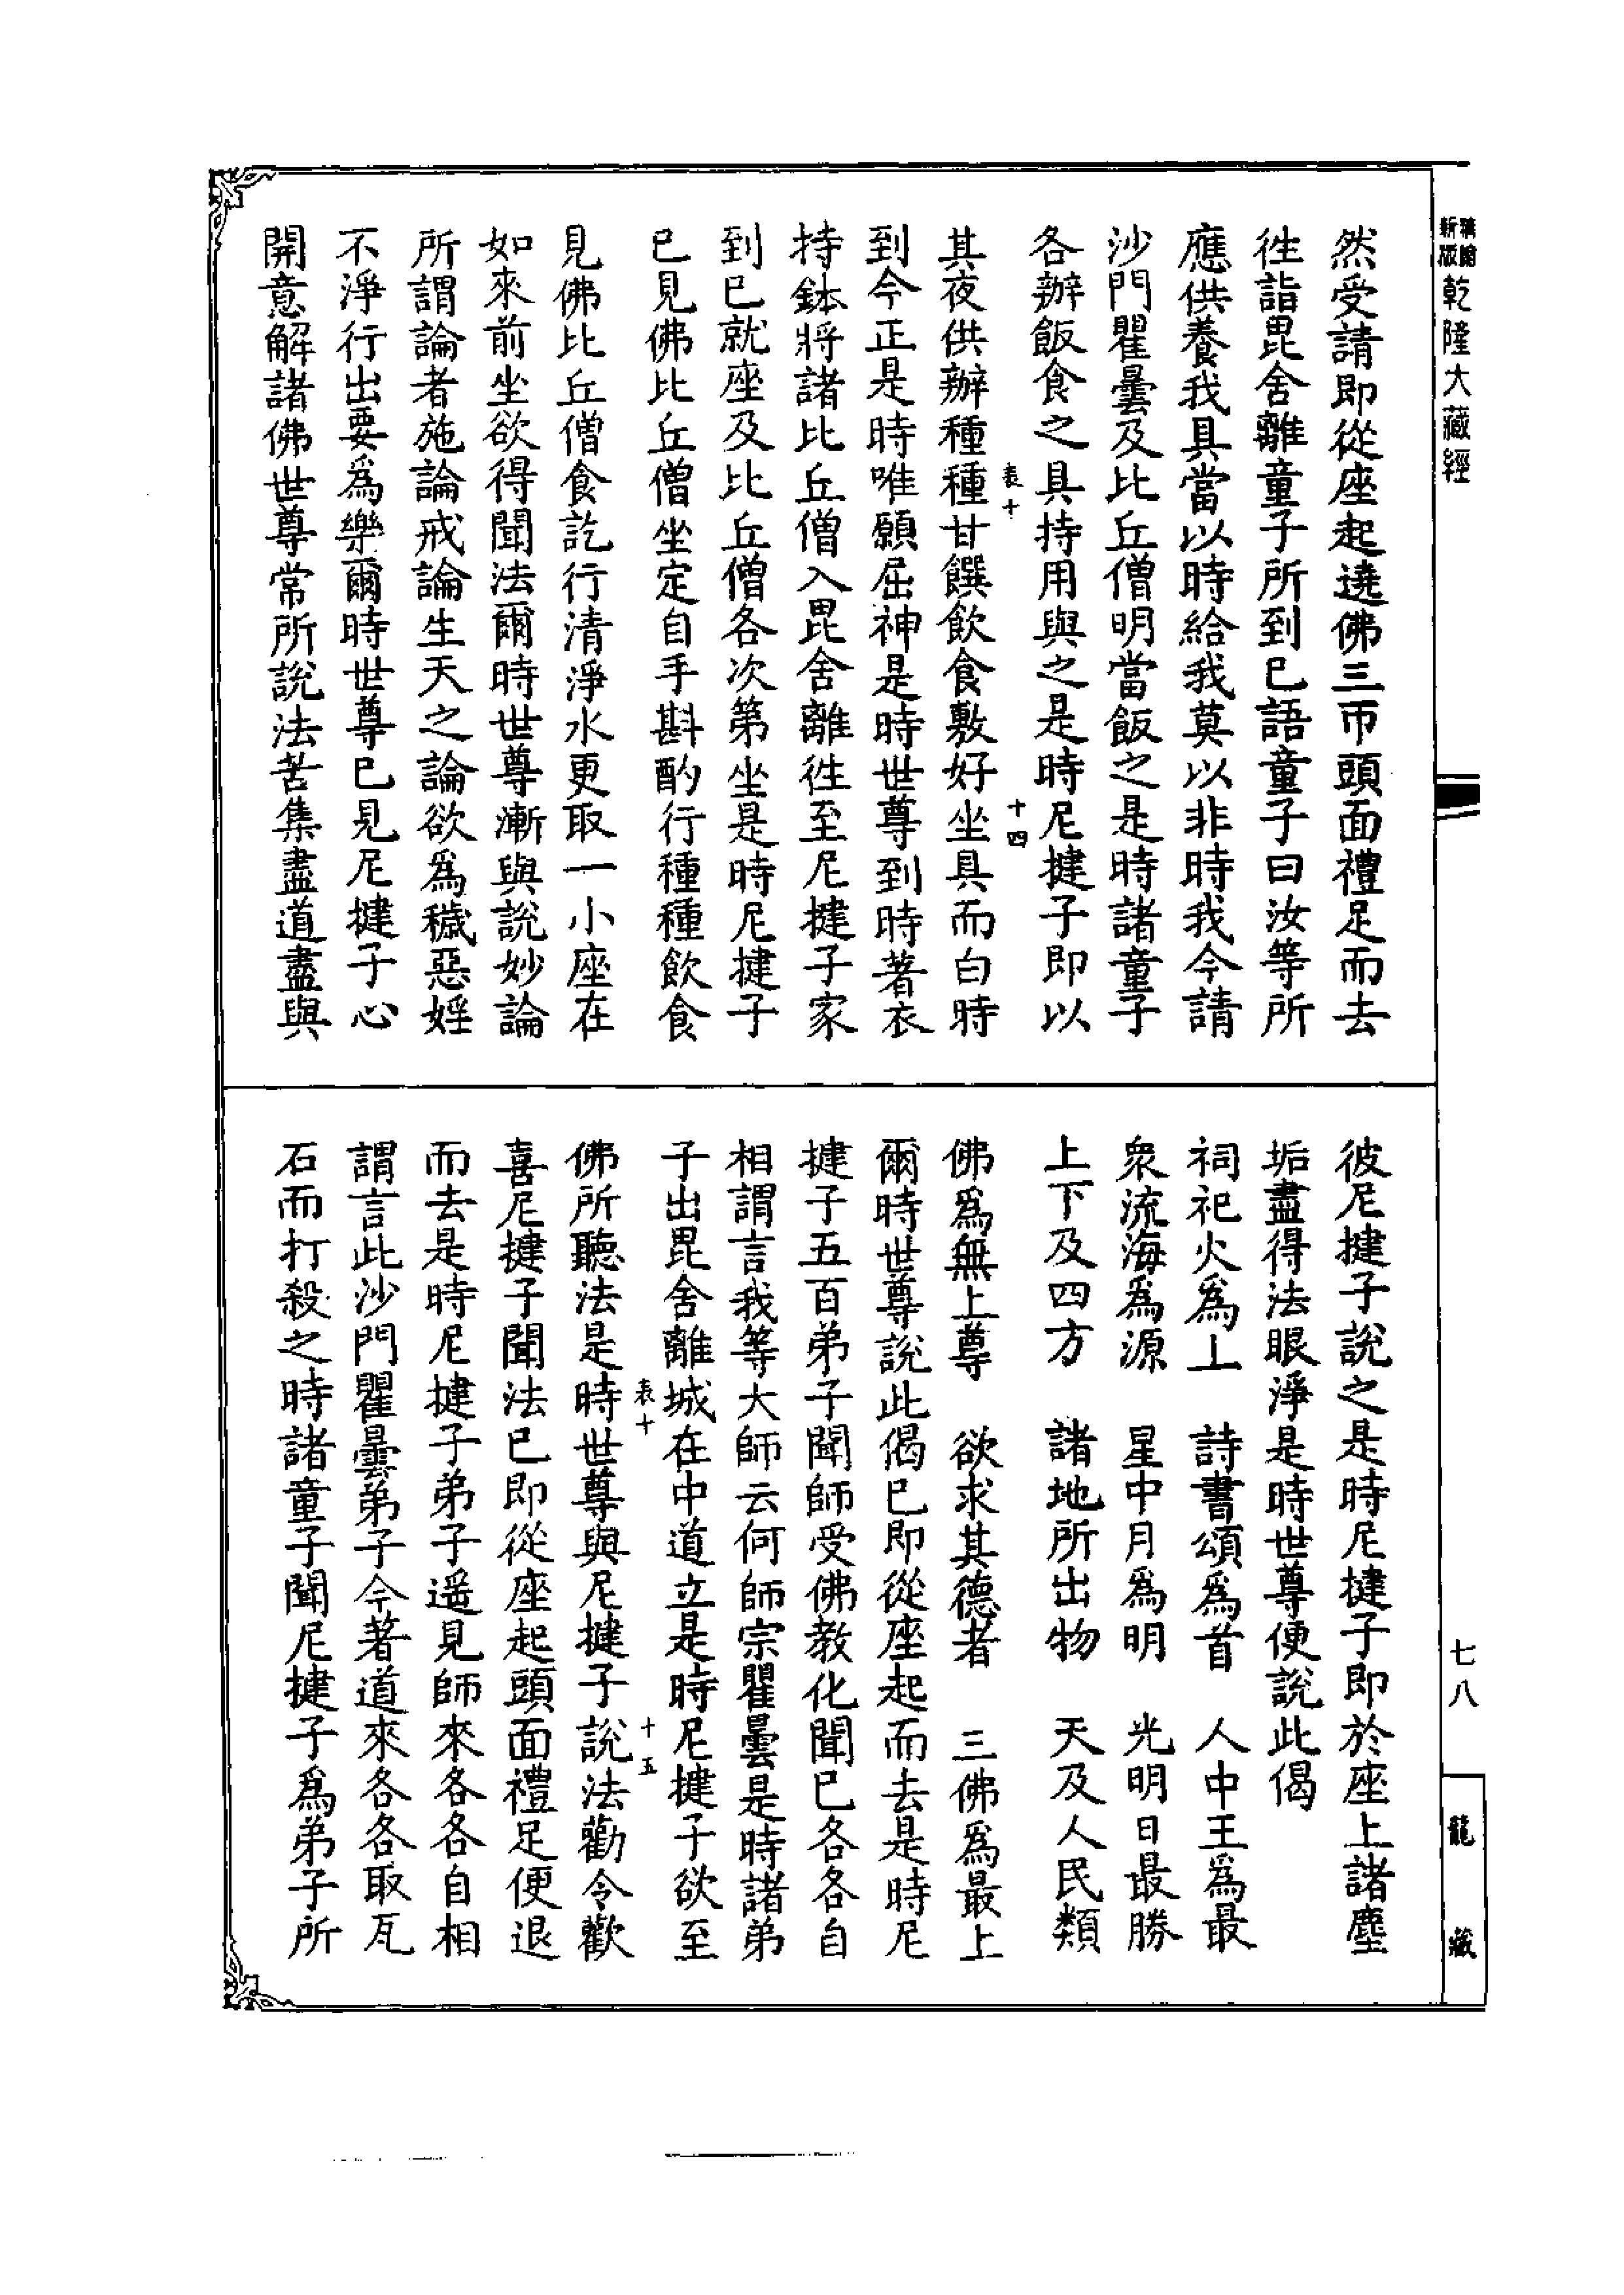 乾隆大藏經
七八
龍藏
然受請即從座起遶佛三帀頭面禮足而去
徃詣毘舍離童子所到已語童子曰汝等所
應供養我具當以時給我莫以非時我今請
沙門瞿曇及比丘僧明當飯之是時諸童子
各辦飯食之具持用與之是時尼揵子即以
表十
十四
其夜供辦種種甘饌飲食敷好坐具而白時
到今正是時唯願屈神是時世尊到時著衣
持鉢將諸比丘僧入毘舍離徃至尼揵子家
到已就座及比丘僧各次第坐是時尼揵子
已見佛比丘僧坐定自手斟酌行種種飲食
見佛比丘僧食訖行清淨水更取一小座在
如來前坐欲得聞法爾時世尊漸與說妙論
所謂論者施論戒論生天之論欲為穢惡婬
不淨行出要為樂爾時世尊已見尼揵子心
開意解諸佛世尊常所說法苦集盡道盡與
彼尼揵子說之是時尼揵子即於座上諸塵
垢盡得法眼淨是時世尊便說此偈
祠祀火為上　詩書頌為首　人中王為最
衆流海為源　星中月為明　光明日最勝
上下及四方　諸地所出物　天及人民類
佛為無上尊　欲求其德者　三佛為最上
爾時世尊說此偈已即從座起而去是時尼
揵子五百弟子聞師受佛教化聞已各各自
相謂言我等大師云何師宗瞿曇是時諸弟
子出毘舍離城在中道立是時尼揵子欲至
表十
十五
佛所聽法是時世尊與尼揵子說法勸令歡
喜尼揵子聞法已即從座起頭面禮足便退
而去是時尼揵子弟子遥見師來各各自相
謂言此沙門瞿曇弟子今著道來各各取瓦
石而打殺之時諸童子聞尼揵子為弟子所